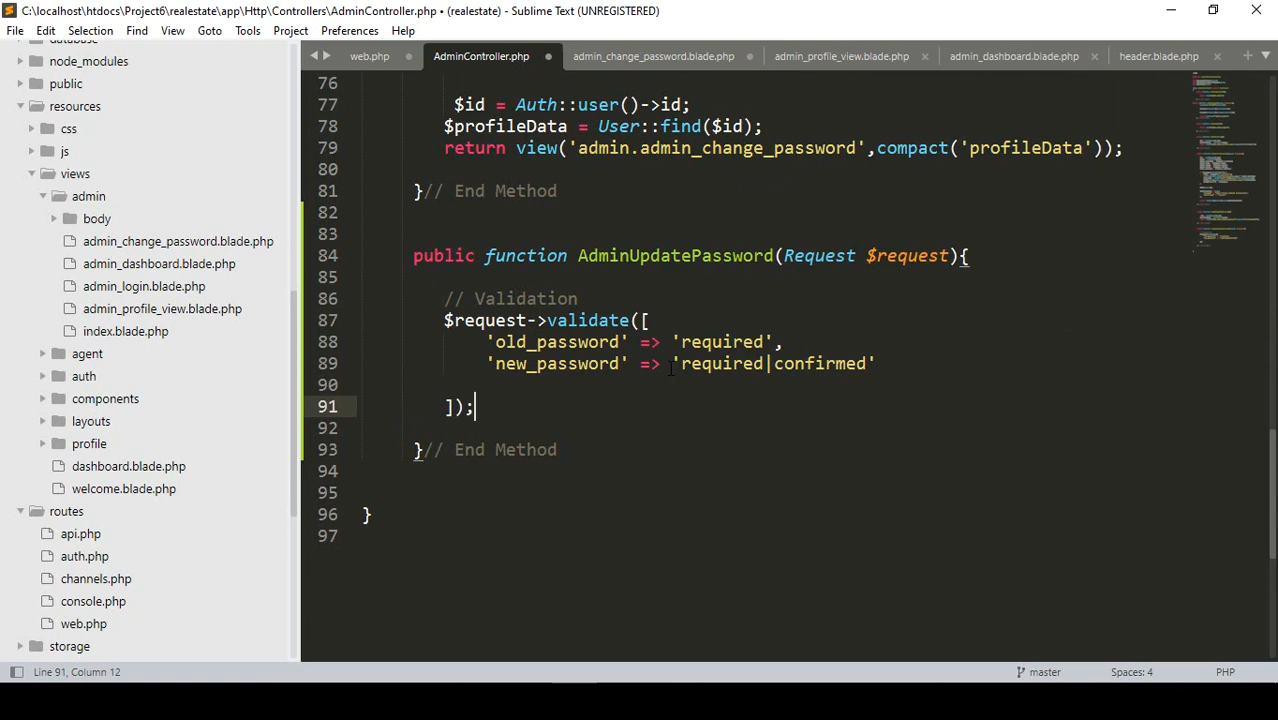 C:\localhost\htdocs\Project6\realestate\app\Http\Controllers\AdminController.php • (realestate) - Sublime Text (UNREGISTERED)
File Edit Selection Find View Goto Tools Project Preferences Help
web.php AdminController.php admin_change_password.blade.php admin_profile_view.blade.php admin_dashboard.blade.php header.blade.php
node_modules
public
resources
css
js
views
admin
body
admin_change_password.blade.php
admin_dashboard.blade.php
admin_login.blade.php
admin_profile_view.blade.php
index.blade.php
agent
auth
components
layouts
profile
dashboard.blade.php
welcome.blade.php
routes
api.php
auth.php
channels.php
console.php
web.php
storage
76
77 $id = Auth::user()->id;
78 $profileData = User::find($id);
79 return view('admin.admin_change_password',compact('profileData'));
80
81 }// End Method
82
83
84 public function AdminUpdatePassword(Request $request){
85
86 // Validation
87 $request->validate([
88 'old_password' => 'required',
89 'new_password' => 'required|confirmed'
90
91 ]);
92
93 }// End Method
94
95
96 }
97
Line 91, Column 12 master Spaces: 4 PHP